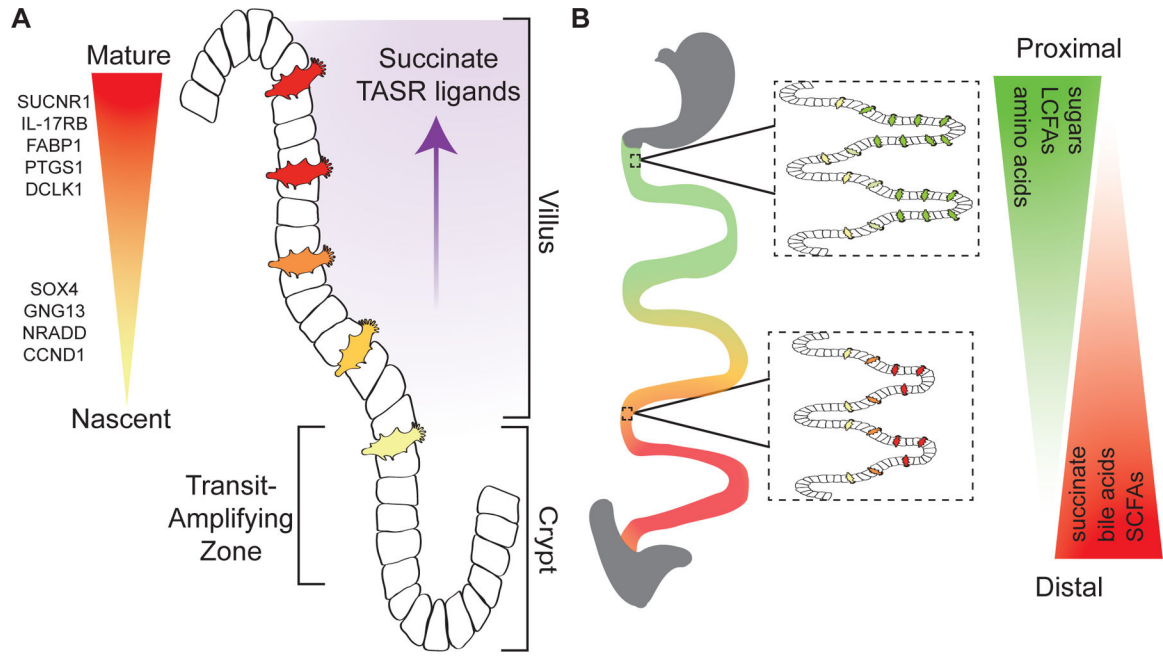 A
Mature
SUCNR1
IL-17RB
FABP1
PTGS1
DCLK1
SOX4
GNG13
NRADD
CCND1
Nascent
Succinate
TASR ligands
Villus
Transit-
Amplifying
Zone
Crypt
B
Proximal
sugars
LCFAs
amino acids
succinate
bile acids
SCFAs
Distal